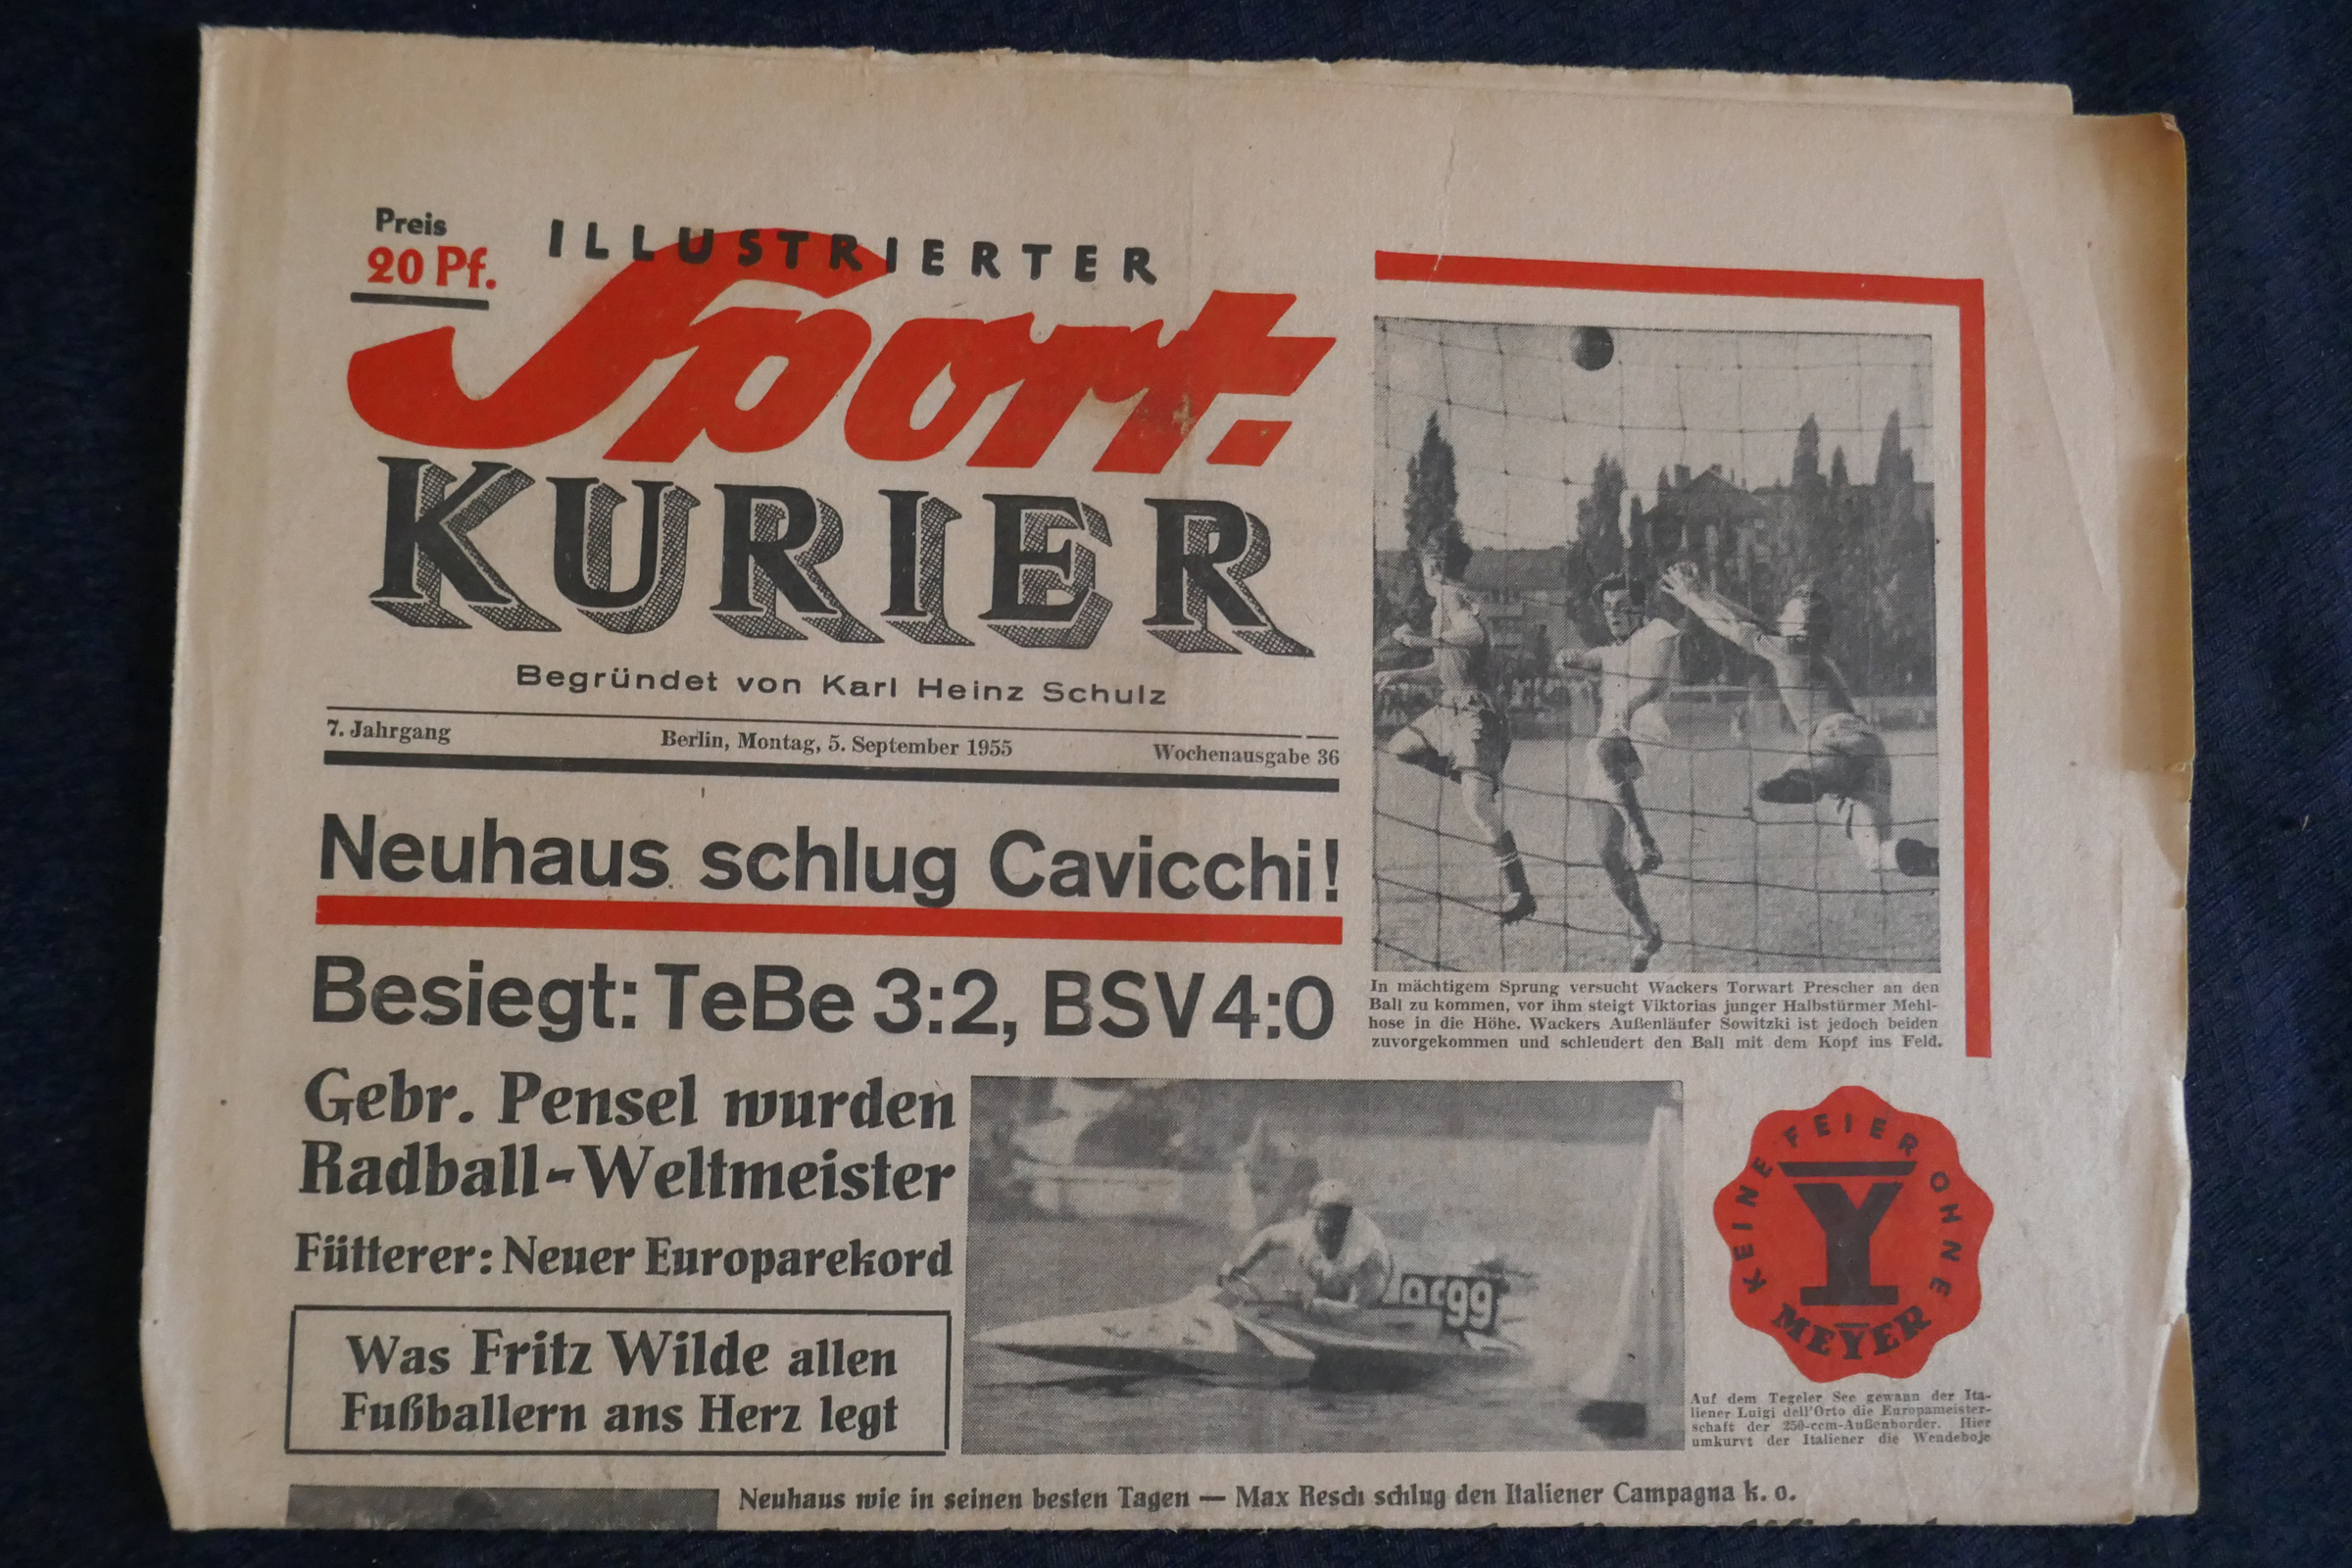 Preis
20 Pf.
ILLUSTRIERTER
Sport-
KURIER
Begründet von Karl Heinz Schulz
7. Jahrgang Berlin, Montag, 5. September 1955 Wochenausgabe 36
Neuhaus schlug Cavicchi!
Besiegt: TeBe 3:2, BSV 4:0
In mächtigem Sprung versucht Wackers Torwart Prescher an den
Ball zu kommen, vor ihm steigt Viktorias junger Halbstürmer Mehl-
hose in die Höhe. Wackers Außenläufer Sowitzki ist jedoch beiden
zuvorgekommen und schleudert den Ball mit dem Kopf ins Feld.
Gebr. Pensel wurden
Radball-Weltmeister
Fütterer: Neuer Europarekord
Was Fritz Wilde allen
Fußballern ans Herz legt
KEINE FEIER OHNE
Y
MEYER
Auf dem Tegeler See gewann der Ita-
liener Luigi dell'Orto die Europameister-
schaft der 250-ccm-Außenborder. Hier
umkurvt der Italiener die Wendeboje
Neuhaus wie in seinen besten Tagen — Max Resch schlug den Italiener Campagna k. o.